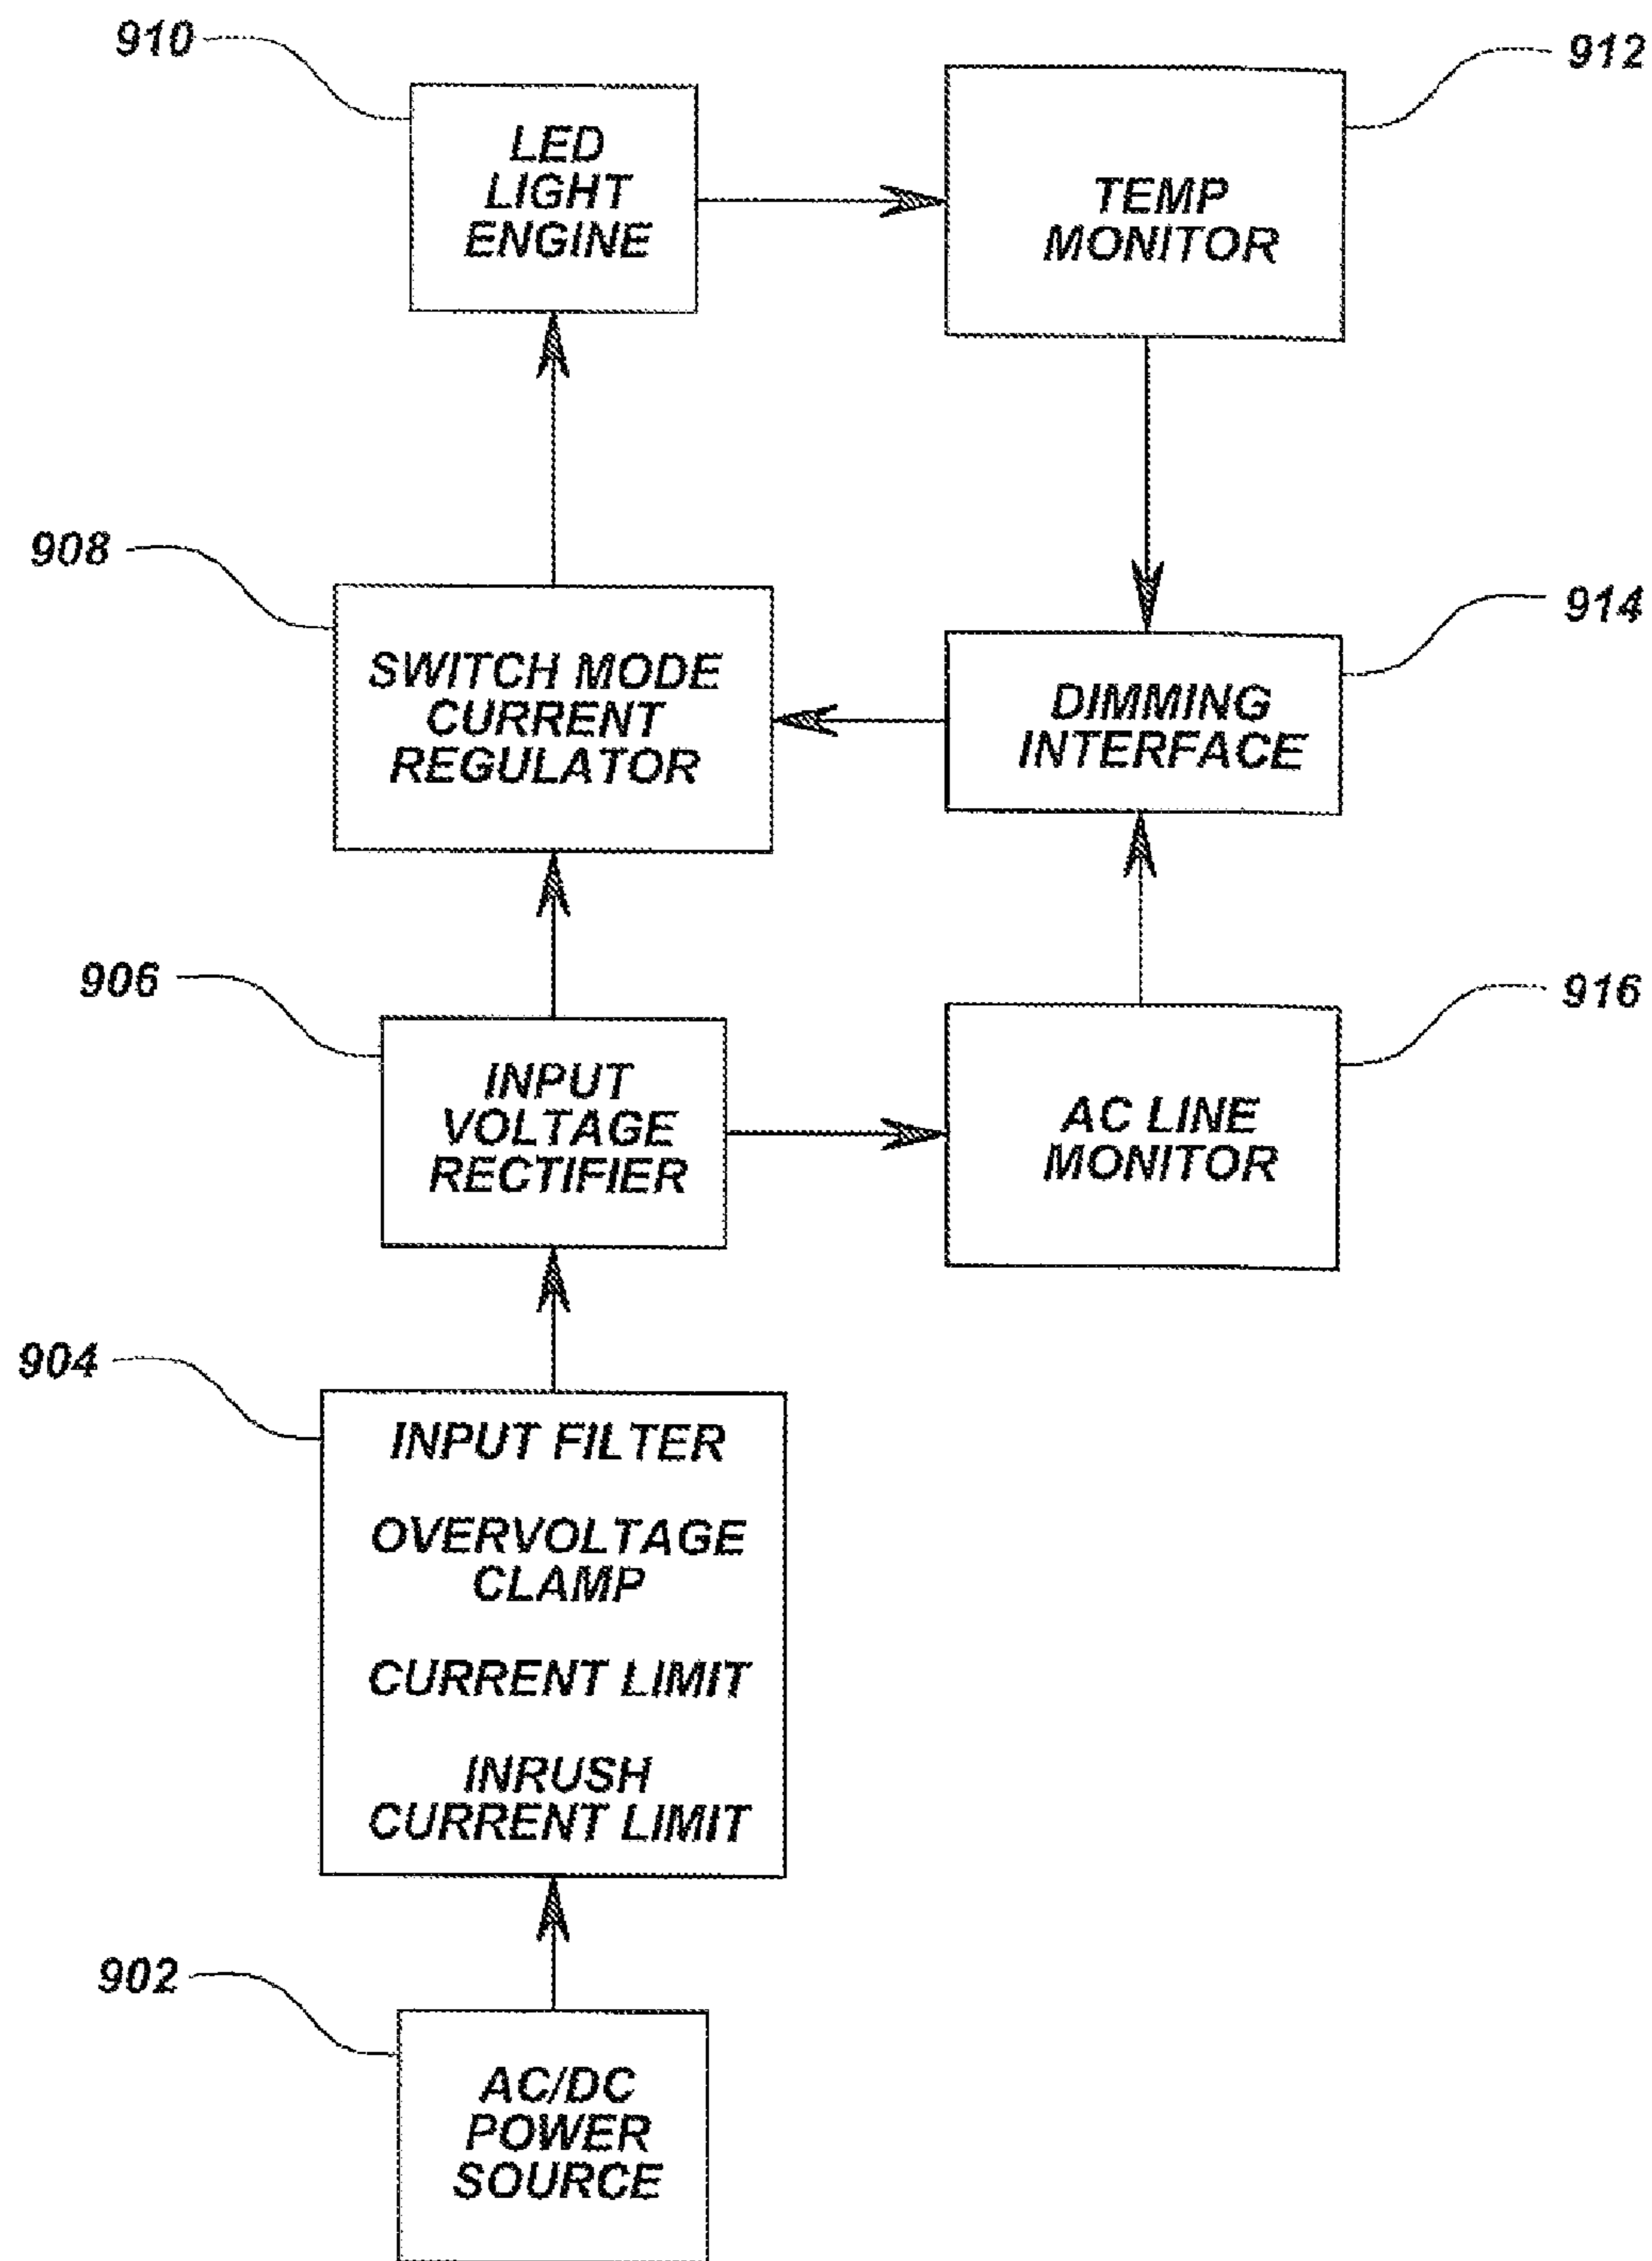 910
912
LED
LIGHT
ENGINE
TEMP
MONITOR
908
914
SWITCH MODE
CURRENT
REGULATOR
DIMMING
INTERFACE
906
916
INPUT
VOLTAGE
RECTIFIER
AC LINE
MONITOR
904
INPUT FILTER
OVERVOLTAGE
CLAMP
CURRENT LIMIT
INRUSH
CURRENT LIMIT
902
AC/DC
POWER
SOURCE